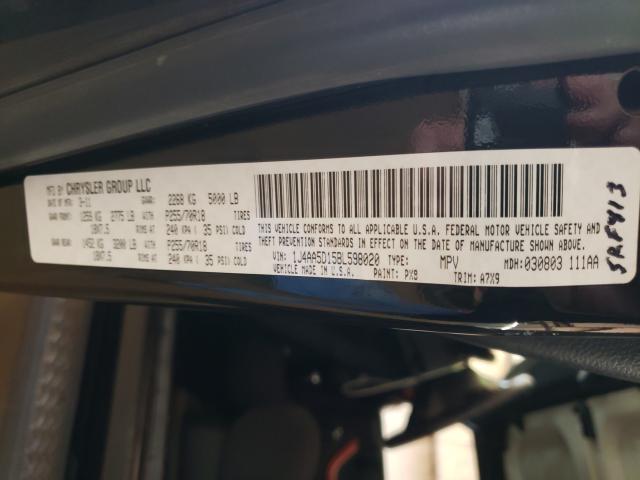 MFD BY CHRYSLER GROUP LLC
DATE OF MFR 3-11 GVWR: 2268 KG 5000 LB
GAWR FRONT 1259 KG 2775 LB WITH P255/70R18 TIRES
18X7.5 RIMS AT 240 KPA ( 35 PSI) COLD
GAWR REAR 1452 KG 3200 LB WITH P255/70R18 TIRES
18X7.5 RIMS AT 240 KPA ( 35 PSI) COLD
THIS VEHICLE CONFORMS TO ALL APPLICABLE U.S.A. FEDERAL MOTOR VEHICLE SAFETY AND
THEFT PREVENTION STANDARDS IN EFFECT ON THE DATE OF MANUFACTURE SHOWN ABOVE.
VIN: 1J4AA5D15BL598020 TYPE: MPV MDH: 030803 111AA
VEHICLE MADE IN U.S.A. PAINT: PX8 TRIM: A7X9
SRF413